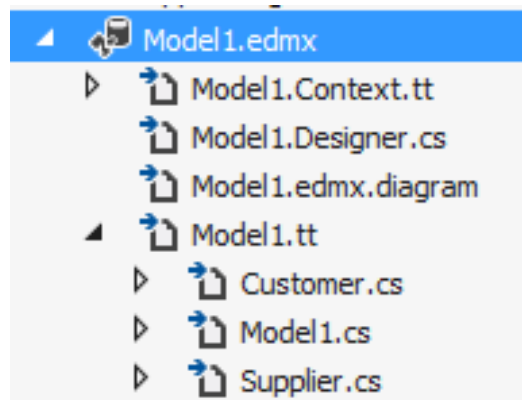 Model1.edmx
Model1.Context.tt
Model1.Designer.cs
Model1.edmx.diagram
Model1.tt
Customer.cs
Model1.cs
Supplier.cs